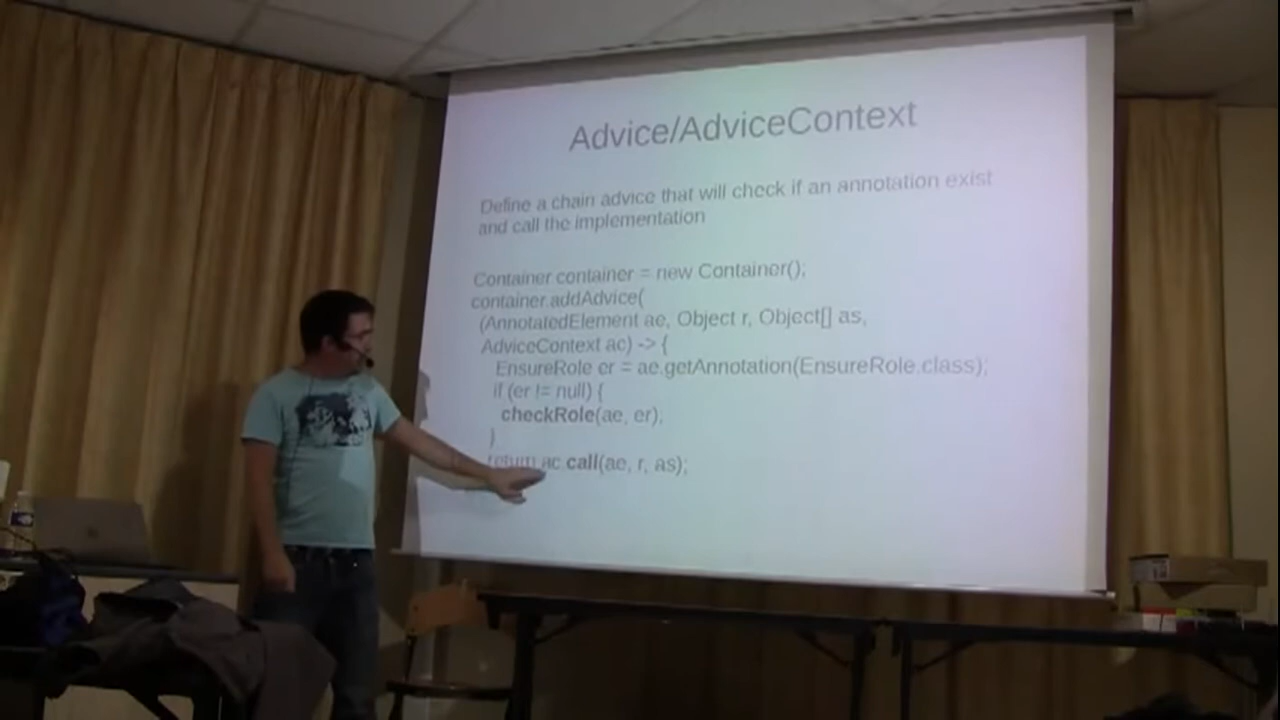 Advice/AdviceContext
Define a chain advice that will check if an annotation exist
and call the implementation
Container container = new Container();
container.addAdvice(
(AnnotatedElement ae, Object r, Object[] as,
AdviceContext ac) -> {
EnsureRole er = ae.getAnnotation(EnsureRole.class);
if (er != null) {
checkRole(ae, er);
}
return ac.call(ae, r, as);